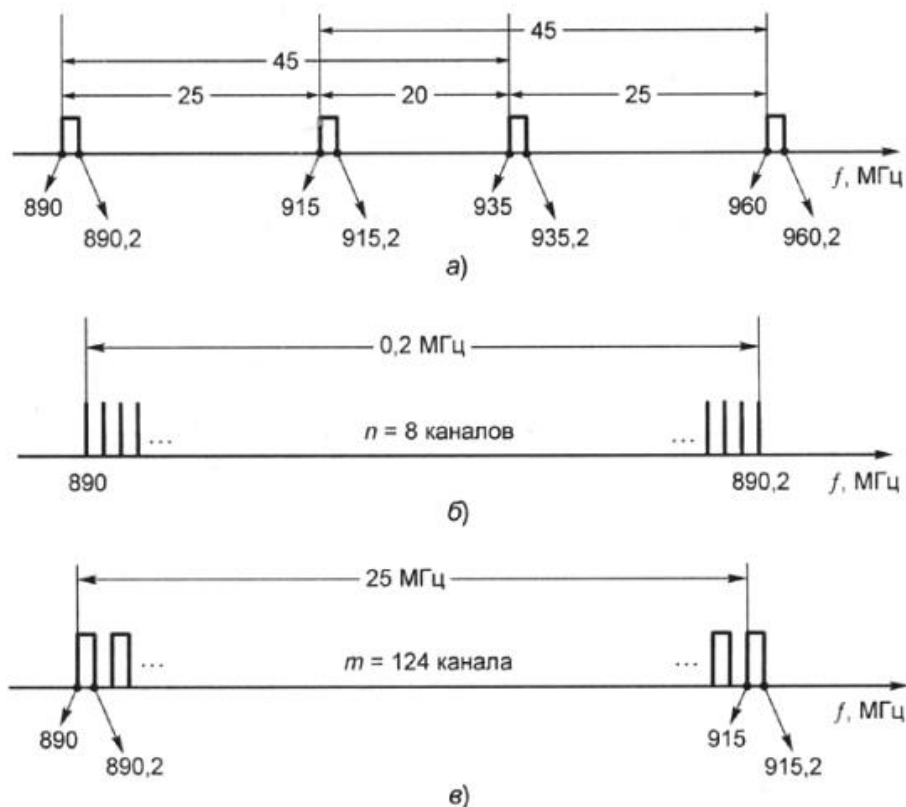 45
45
25 20 25
f, МГц
890 915 935 960
890,2 915,2 935,2 960,2
а)
0,2 МГц
... n = 8 каналов ...
890 890,2 f, МГц
б)
25 МГц
... m = 124 канала ...
f, МГц
890 915
890,2 915,2
в)